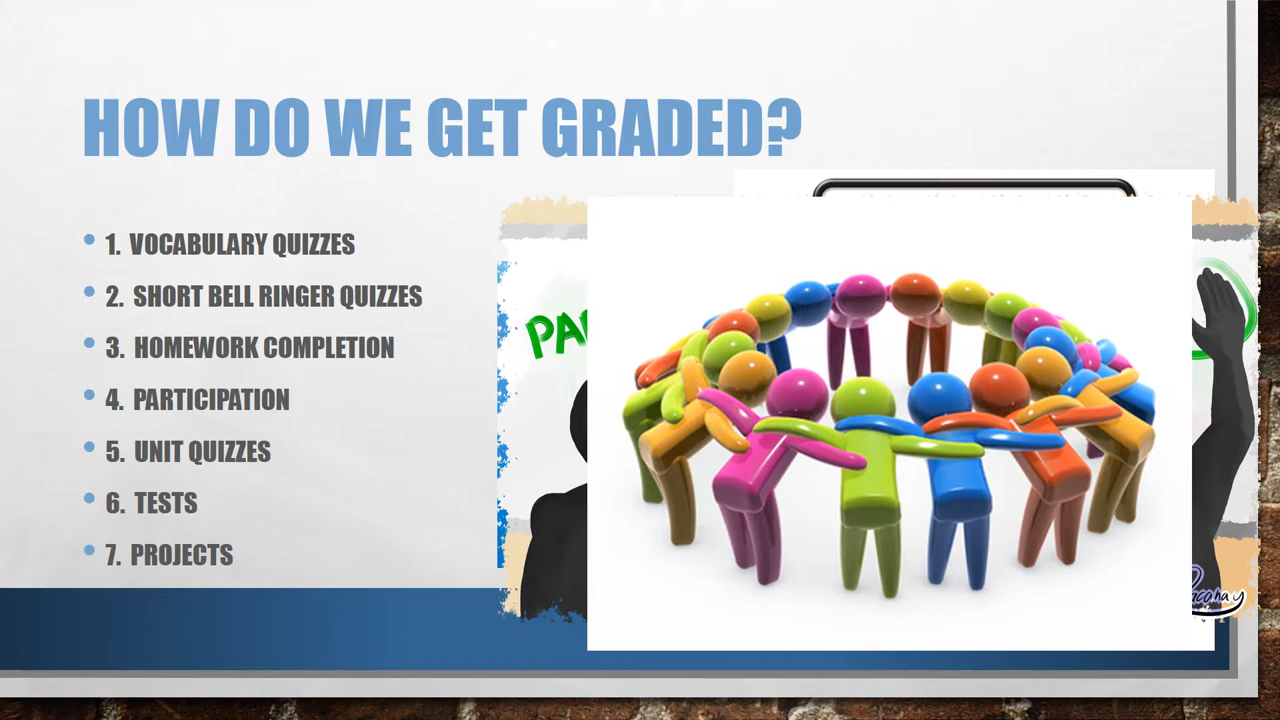 HOW DO WE GET GRADED?
• 1. VOCABULARY QUIZZES
• 2. SHORT BELL RINGER QUIZZES
• 3. HOMEWORK COMPLETION
• 4. PARTICIPATION
• 5. UNIT QUIZZES
• 6. TESTS
• 7. PROJECTS